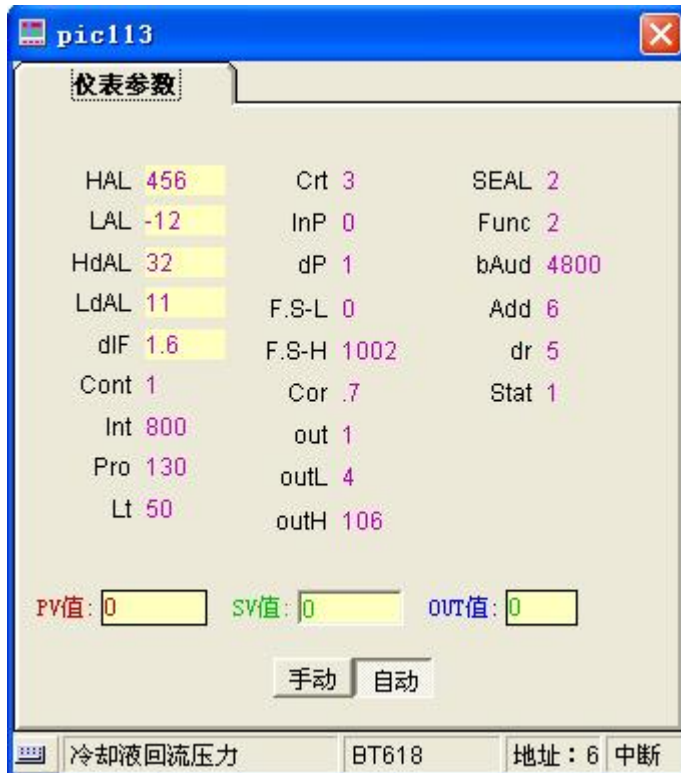 pic113
仪表参数
HAL 456 Crt 3 SEAL 2
LAL -12 InP 0 Func 2
HdAL 32 dP 1 bAud 4800
LdAL 11 F.S-L 0 Add 6
dIF 1.6 F.S-H 1002 dr 5
Cont 1 Cor .7 Stat 1
Int 800 out 1
Pro 130 outL 4
Lt 50 outH 106
PV值: 0 SV值: 0 OUT值: 0
手动 自动
冷却液回流压力 BT618 地址：6 中断